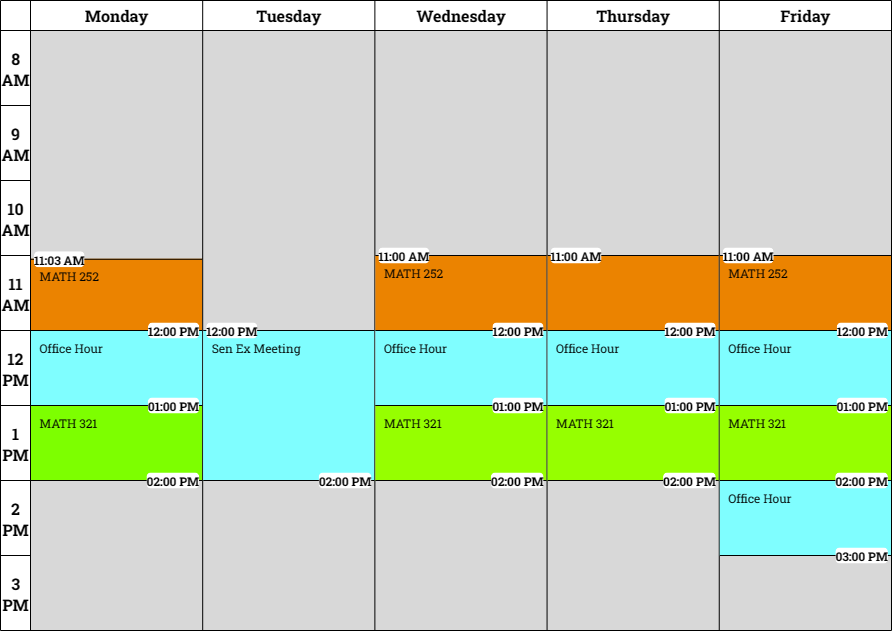 Monday Tuesday Wednesday Thursday Friday
8
AM
9
AM
10
AM
11:03 AM 11:00 AM 11:00 AM 11:00 AM
MATH 252 MATH 252 MATH 252
11
AM
12:00 PM 12:00 PM 12:00 PM 12:00 PM 12:00 PM
Office Hour Sen Ex Meeting Office Hour Office Hour Office Hour
12
PM
01:00 PM 01:00 PM 01:00 PM 01:00 PM
MATH 321 MATH 321 MATH 321 MATH 321
1
PM
02:00 PM 02:00 PM 02:00 PM 02:00 PM 02:00 PM
Office Hour
2
PM
03:00 PM
3
PM